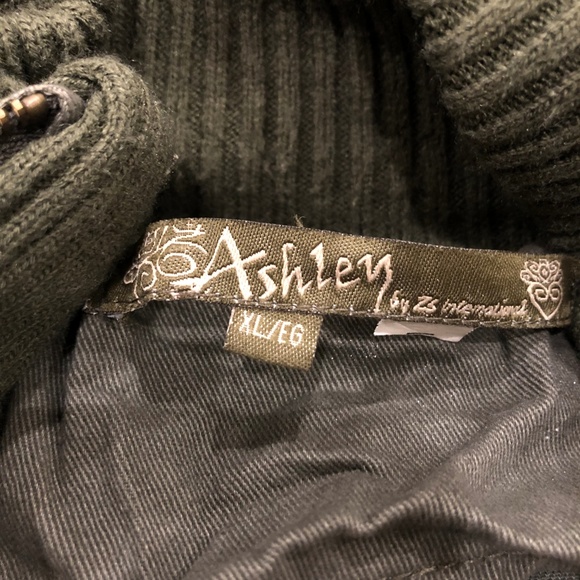 Ashley
by ZS international
XL/EG